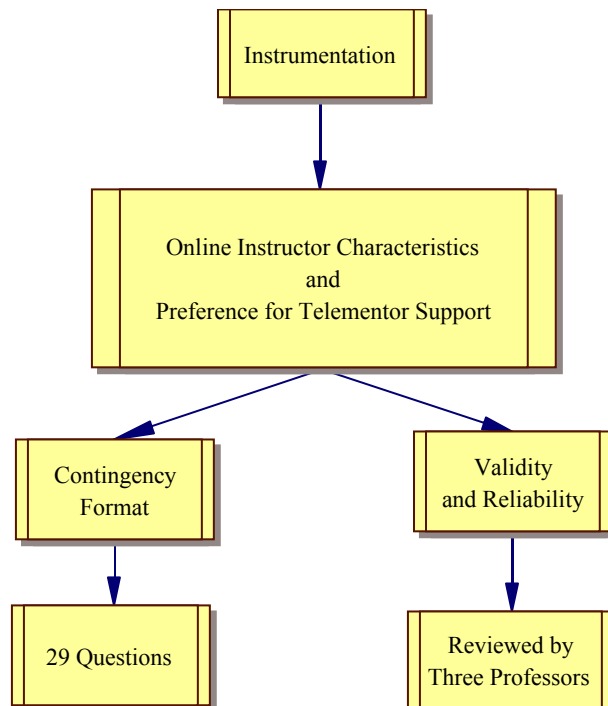 Instrumentation
Online Instructor Characteristics
and
Preference for Telementor Support
Contingency
Format
Validity
and Reliability
29 Questions
Reviewed by
Three Professors